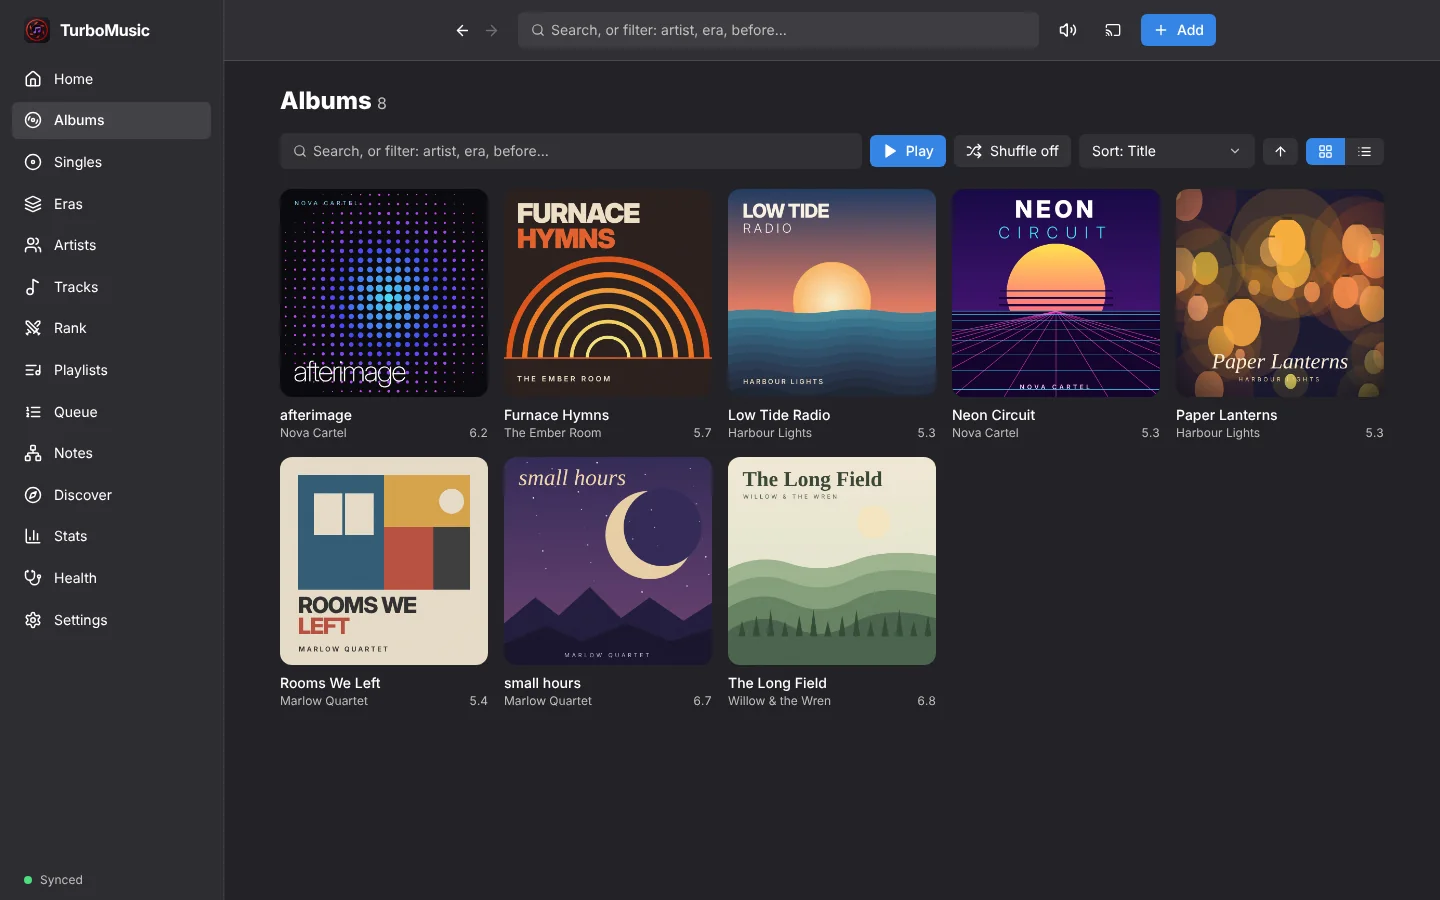 TurboMusic
Search, or filter: artist, era, before...
Add
Home
Albums
Singles
Eras
Artists
Tracks
Rank
Playlists
Queue
Notes
Discover
Stats
Health
Settings
Synced
Albums 8
Search, or filter: artist, era, before...
Play
Shuffle off
Sort: Title
NOVA CARTEL
afterimage
FURNACE
HYMNS
THE EMBER ROOM
LOW TIDE
RADIO
HARBOUR LIGHTS
NEON
CIRCUIT
NOVA CARTEL
Paper Lanterns
HARBOUR LIGHTS
afterimage
Nova Cartel 6.2
Furnace Hymns
The Ember Room 5.7
Low Tide Radio
Harbour Lights 5.3
Neon Circuit
Nova Cartel 5.3
Paper Lanterns
Harbour Lights 5.3
ROOMS WE
LEFT
MARLOW QUARTET
small hours
MARLOW QUARTET
The Long Field
WILLOW & THE WREN
Rooms We Left
Marlow Quartet 5.4
small hours
Marlow Quartet 6.7
The Long Field
Willow & the Wren 6.8